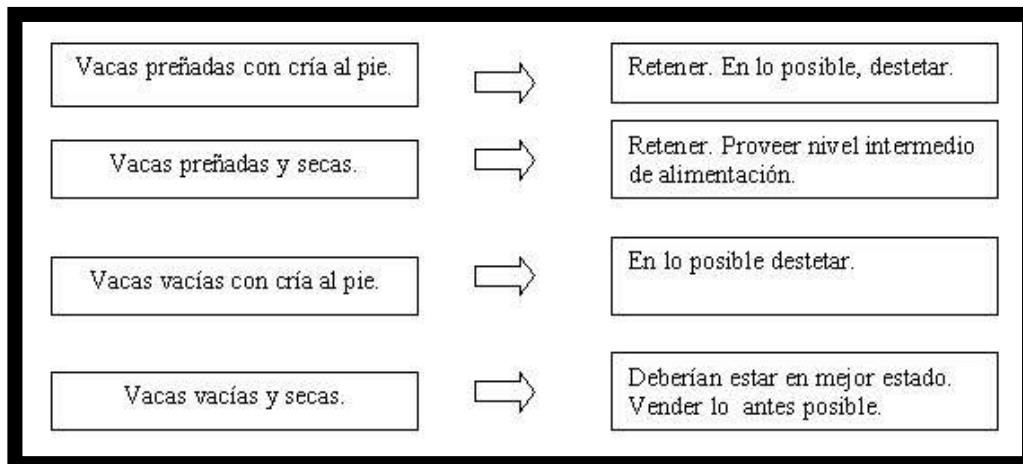 Vacas preñadas con cría al pie.
Retener. En lo posible, destetar.
Vacas preñadas y secas.
Retener. Proveer nivel intermedio
de alimentación.
Vacas vacías con cría al pie.
En lo posible destetar.
Vacas vacías y secas.
Deberían estar en mejor estado.
Vender lo antes posible.